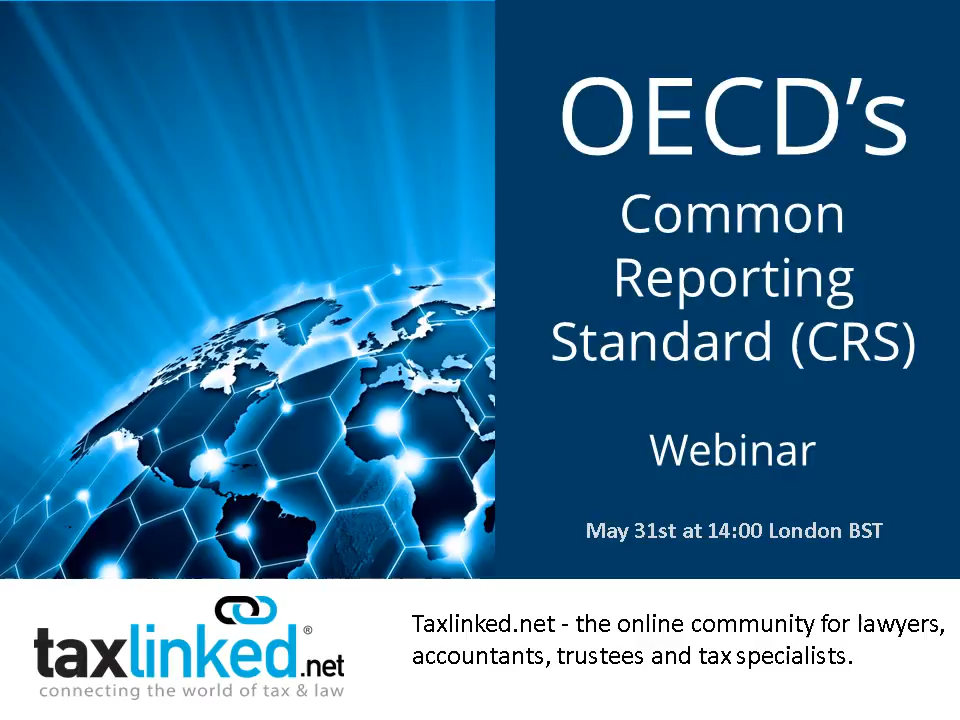 OECD’s
Common
Reporting
Standard (CRS)
Webinar
May 31st at 14:00 London BST
taxlinked.net®
connecting the world of tax & law
Taxlinked.net - the online community for lawyers,
accountants, trustees and tax specialists.